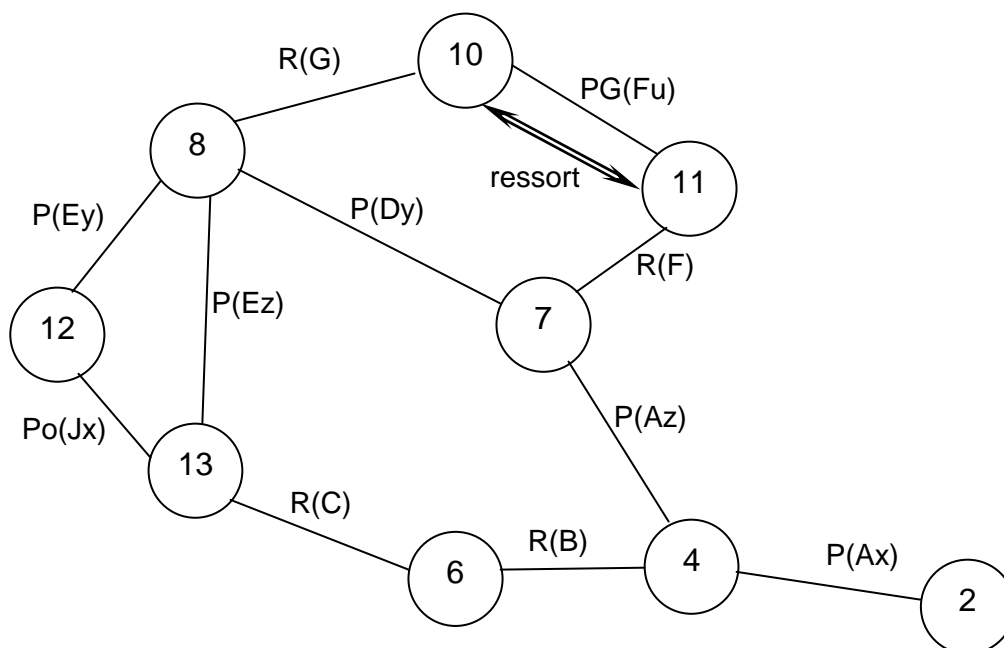 10
R(G)
PG(Fu)
8
ressort
11
P(Ey)
P(Dy)
R(F)
P(Ez)
12
7
Po(Jx)
P(Az)
13
R(C)
R(B)
4
P(Ax)
6
2